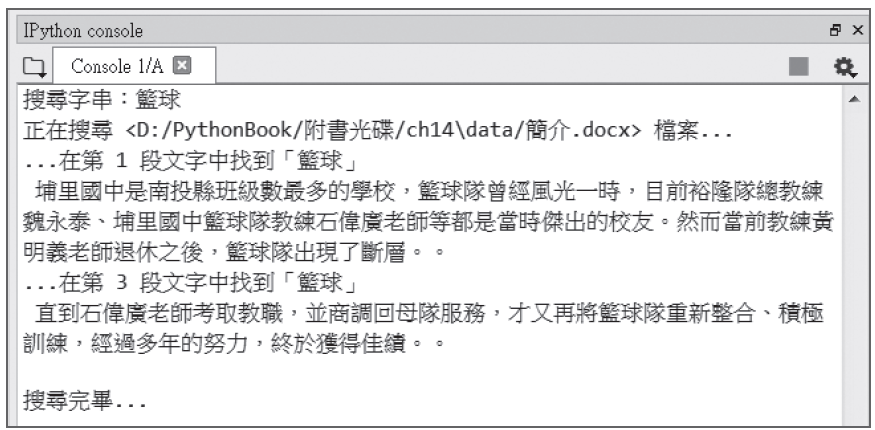 IPython console
Console 1/A
搜尋字串：籃球
正在搜尋 <D:/PythonBook/附書光碟/ch14\data/簡介.docx> 檔案...
...在第 1 段文字中找到「籃球」
埔里國中是南投縣班級數最多的學校，籃球隊曾經風光一時，目前裕隆隊總教練
魏永泰、埔里國中籃球隊教練石偉廣老師等都是當時傑出的校友。然而當前教練黃
明義老師退休之後，籃球隊出現了斷層。。
...在第 3 段文字中找到「籃球」
直到石偉廣老師考取教職，並商調回母隊服務，才又再將籃球隊重新整合、積極
訓練，經過多年的努力，終於獲得佳績。。
搜尋完畢...